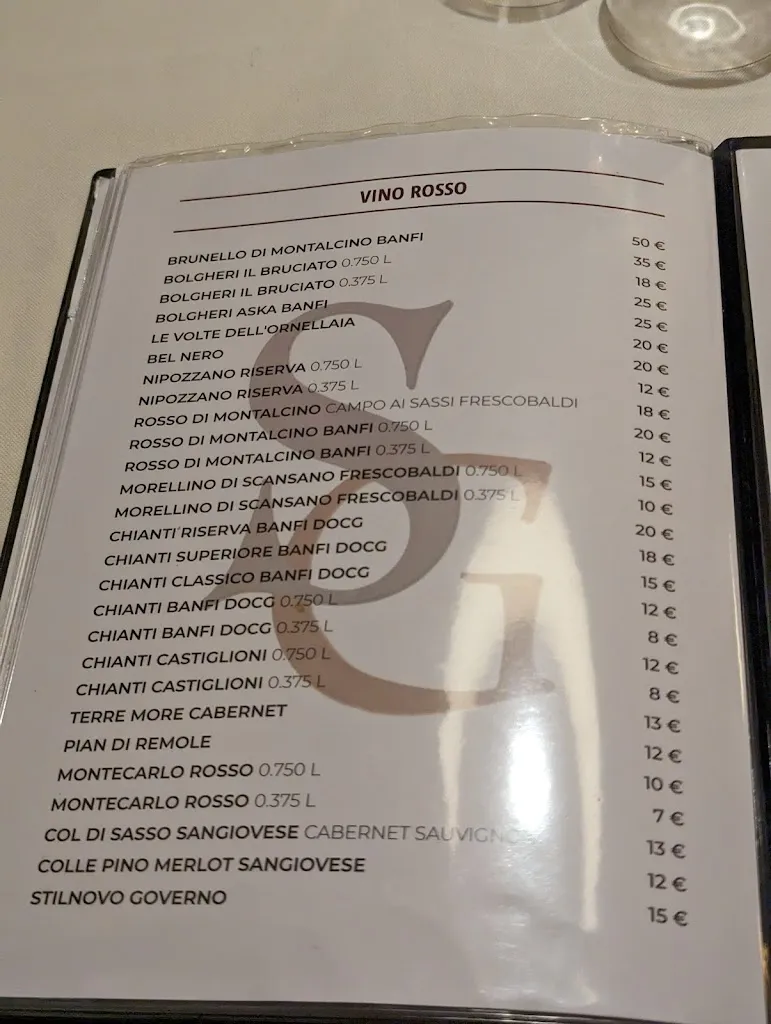 VINO ROSSO
BRUNELLO DI MONTALCINO BANFI 50 €
BOLGHERI IL BRUCIATO 0.750 L 35 €
BOLGHERI IL BRUCIATO 0.375 L 18 €
BOLGHERI ASKA BANFI 25 €
LE VOLTE DELL'ORNELLAIA 25 €
BEL NERO 20 €
NIPOZZANO RISERVA 0.750 L 20 €
NIPOZZANO RISERVA 0.375 L 12 €
ROSSO DI MONTALCINO CAMPO AI SASSI FRESCOBALDI 18 €
ROSSO DI MONTALCINO BANFI 0.750 L 20 €
ROSSO DI MONTALCINO BANFI 0.375 L 12 €
MORELLINO DI SCANSANO FRESCOBALDI 0.750 L 15 €
MORELLINO DI SCANSANO FRESCOBALDI 0.375 L 10 €
CHIANTI RISERVA BANFI DOCG 20 €
CHIANTI SUPERIORE BANFI DOCG 18 €
CHIANTI CLASSICO BANFI DOCG 15 €
CHIANTI BANFI DOCG 0.750 L 12 €
CHIANTI BANFI DOCG 0.375 L 8 €
CHIANTI CASTIGLIONI 0.750 L 12 €
CHIANTI CASTIGLIONI 0.375 L 8 €
TERRE MORE CABERNET 13 €
PIAN DI REMOLE 12 €
MONTECARLO ROSSO 0.750 L 10 €
MONTECARLO ROSSO 0.375 L 7 €
COL DI SASSO SANGIOVESE CABERNET SAUVIGNON 13 €
COLLE PINO MERLOT SANGIOVESE 12 €
STILNOVO GOVERNO 15 €
SG